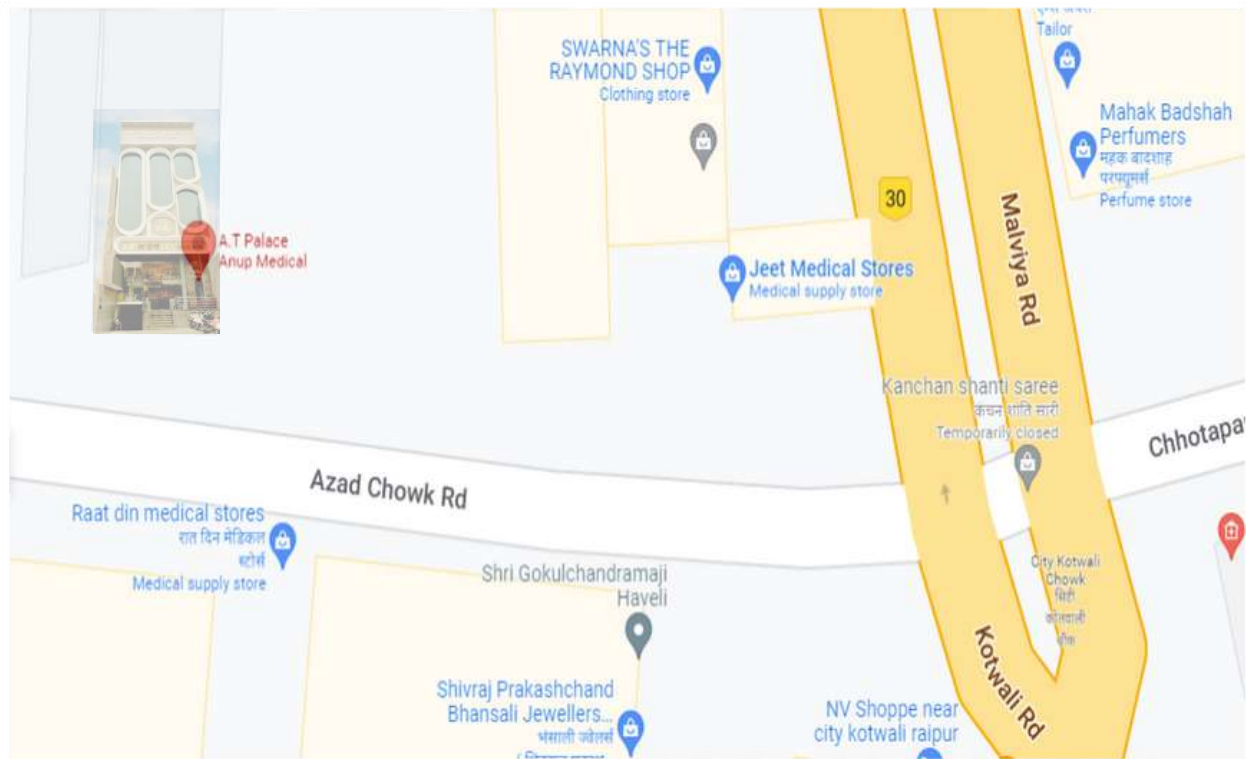 Tailor
SWARNA'S THE
RAYMOND SHOP
Clothing store
Mahak Badshah
Perfumers
महक बादशाह
परफ्यूमर्स
Perfume store
30
Malviya Rd
A.T Palace
Anup Medical
Jeet Medical Stores
Medical supply store
Kanchan shanti saree
कंचन शांति सारी
Temporarily closed
Chhotapa
Azad Chowk Rd
Raat din medical stores
रात दिन मेडिकल
स्टोर्स
Medical supply store
Shri Gokulchandramaji
Haveli
City Kotwali
Chowk
सिटी
कोतवाली
चौक
Kotwali Rd
Shivraj Prakashchand
Bhansali Jewellers...
भंसाली ज्वेलर्स
NV Shoppe near
city kotwali raipur